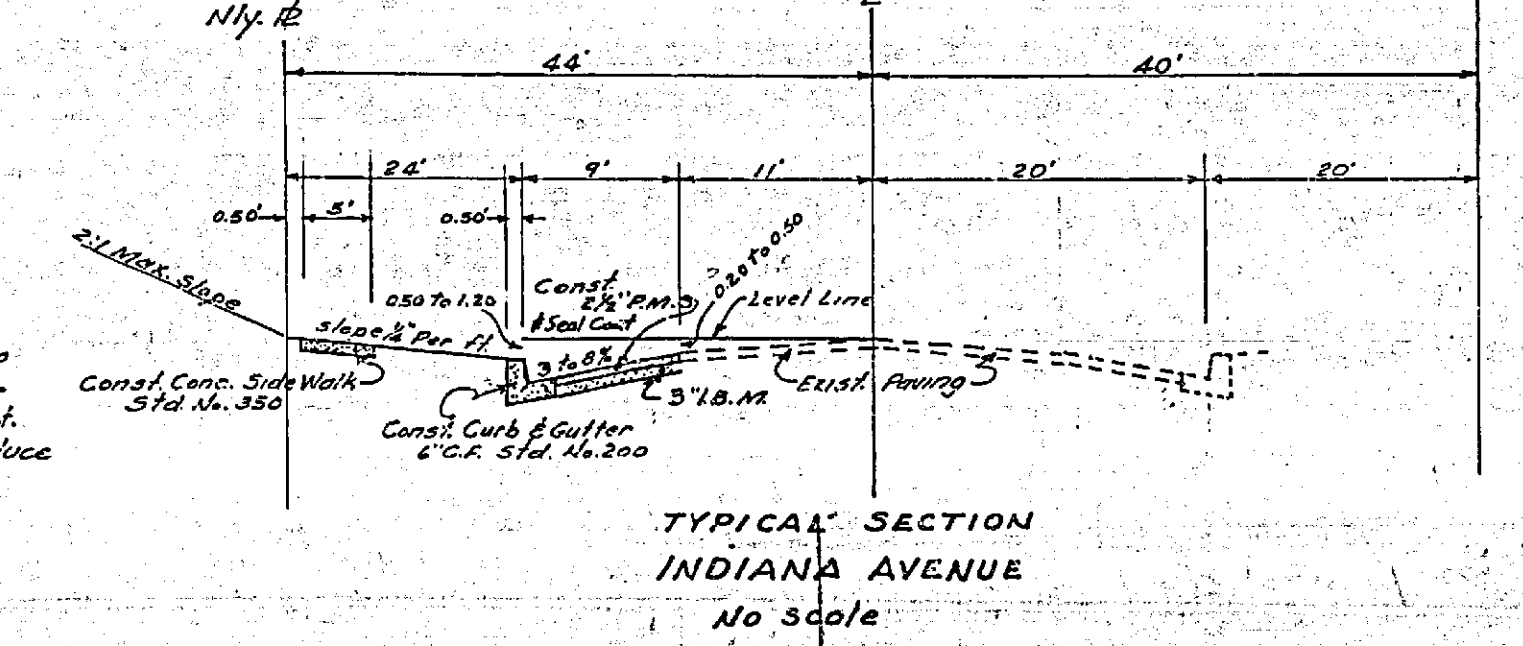 Nly. ⅊
44'
40'
24'
9'
11'
20'
20'
0.50'
5'
0.50'
2:1 Max. Slope
0.50 To 1.20
Const.
2½" P.M.S.
& Seal Coat
0.20 to 0.50
Level Line
Slope ¼" Per ft.
3 to 8%
Const. Conc. Side Walk
Std. No. 350
3" I.B.M.
Exist. Paving
Const. Curb & Gutter
6" C.F. Std. No. 200
TYPICAL SECTION
INDIANA AVENUE
No scale